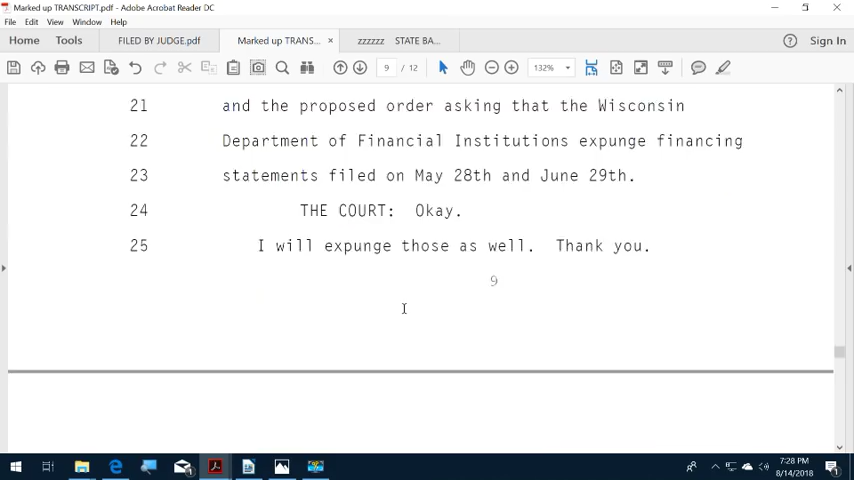 Marked up TRANSCRIPT.pdf - Adobe Acrobat Reader DC
File Edit View Window Help
Home Tools FILED BY JUDGE.pdf Marked up TRANS... × zzzzzz STATE BA... Sign In
9 / 12 132%
21 and the proposed order asking that the Wisconsin
22 Department of Financial Institutions expunge financing
23 statements filed on May 28th and June 29th.
24 THE COURT: Okay.
25 I will expunge those as well. Thank you.
9
7:28 PM
8/14/2018